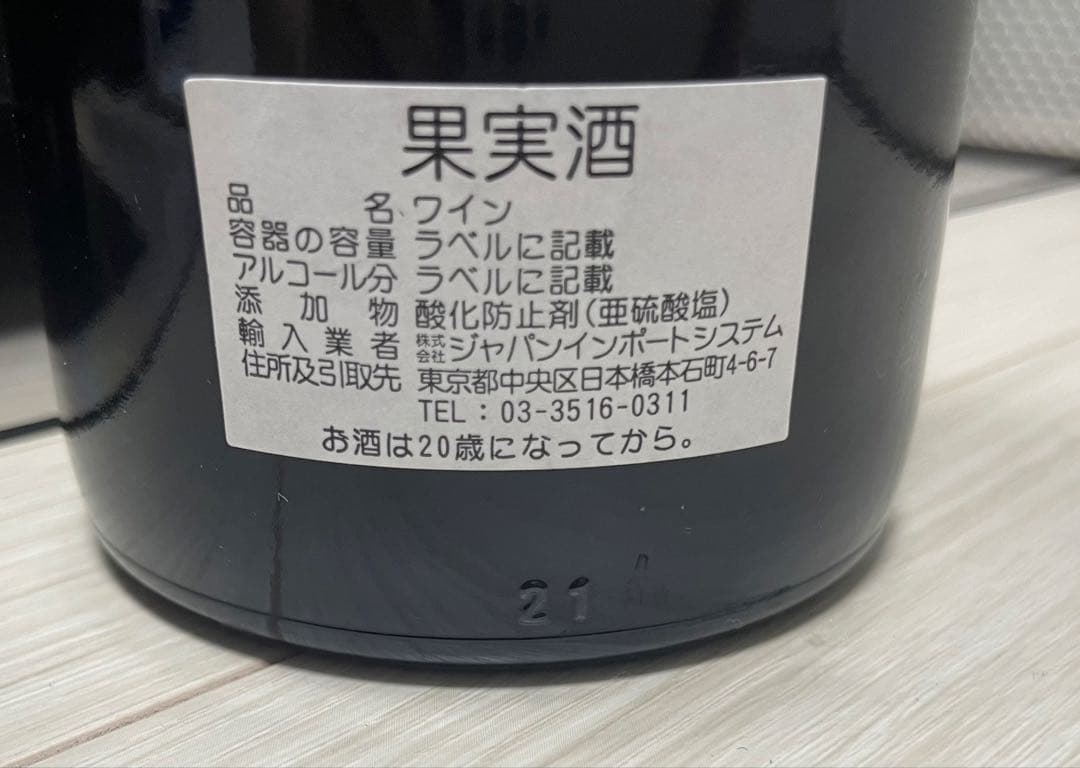 果実酒
品名 ワイン
容器の容量 ラベルに記載
アルコール分 ラベルに記載
添加物 酸化防止剤(亜硫酸塩)
輸入業者 株式会社ジャパンインポートシステム
住所及引取先 東京都中央区日本橋本石町4-6-7
TEL：03-3516-0311
お酒は20歳になってから。
21